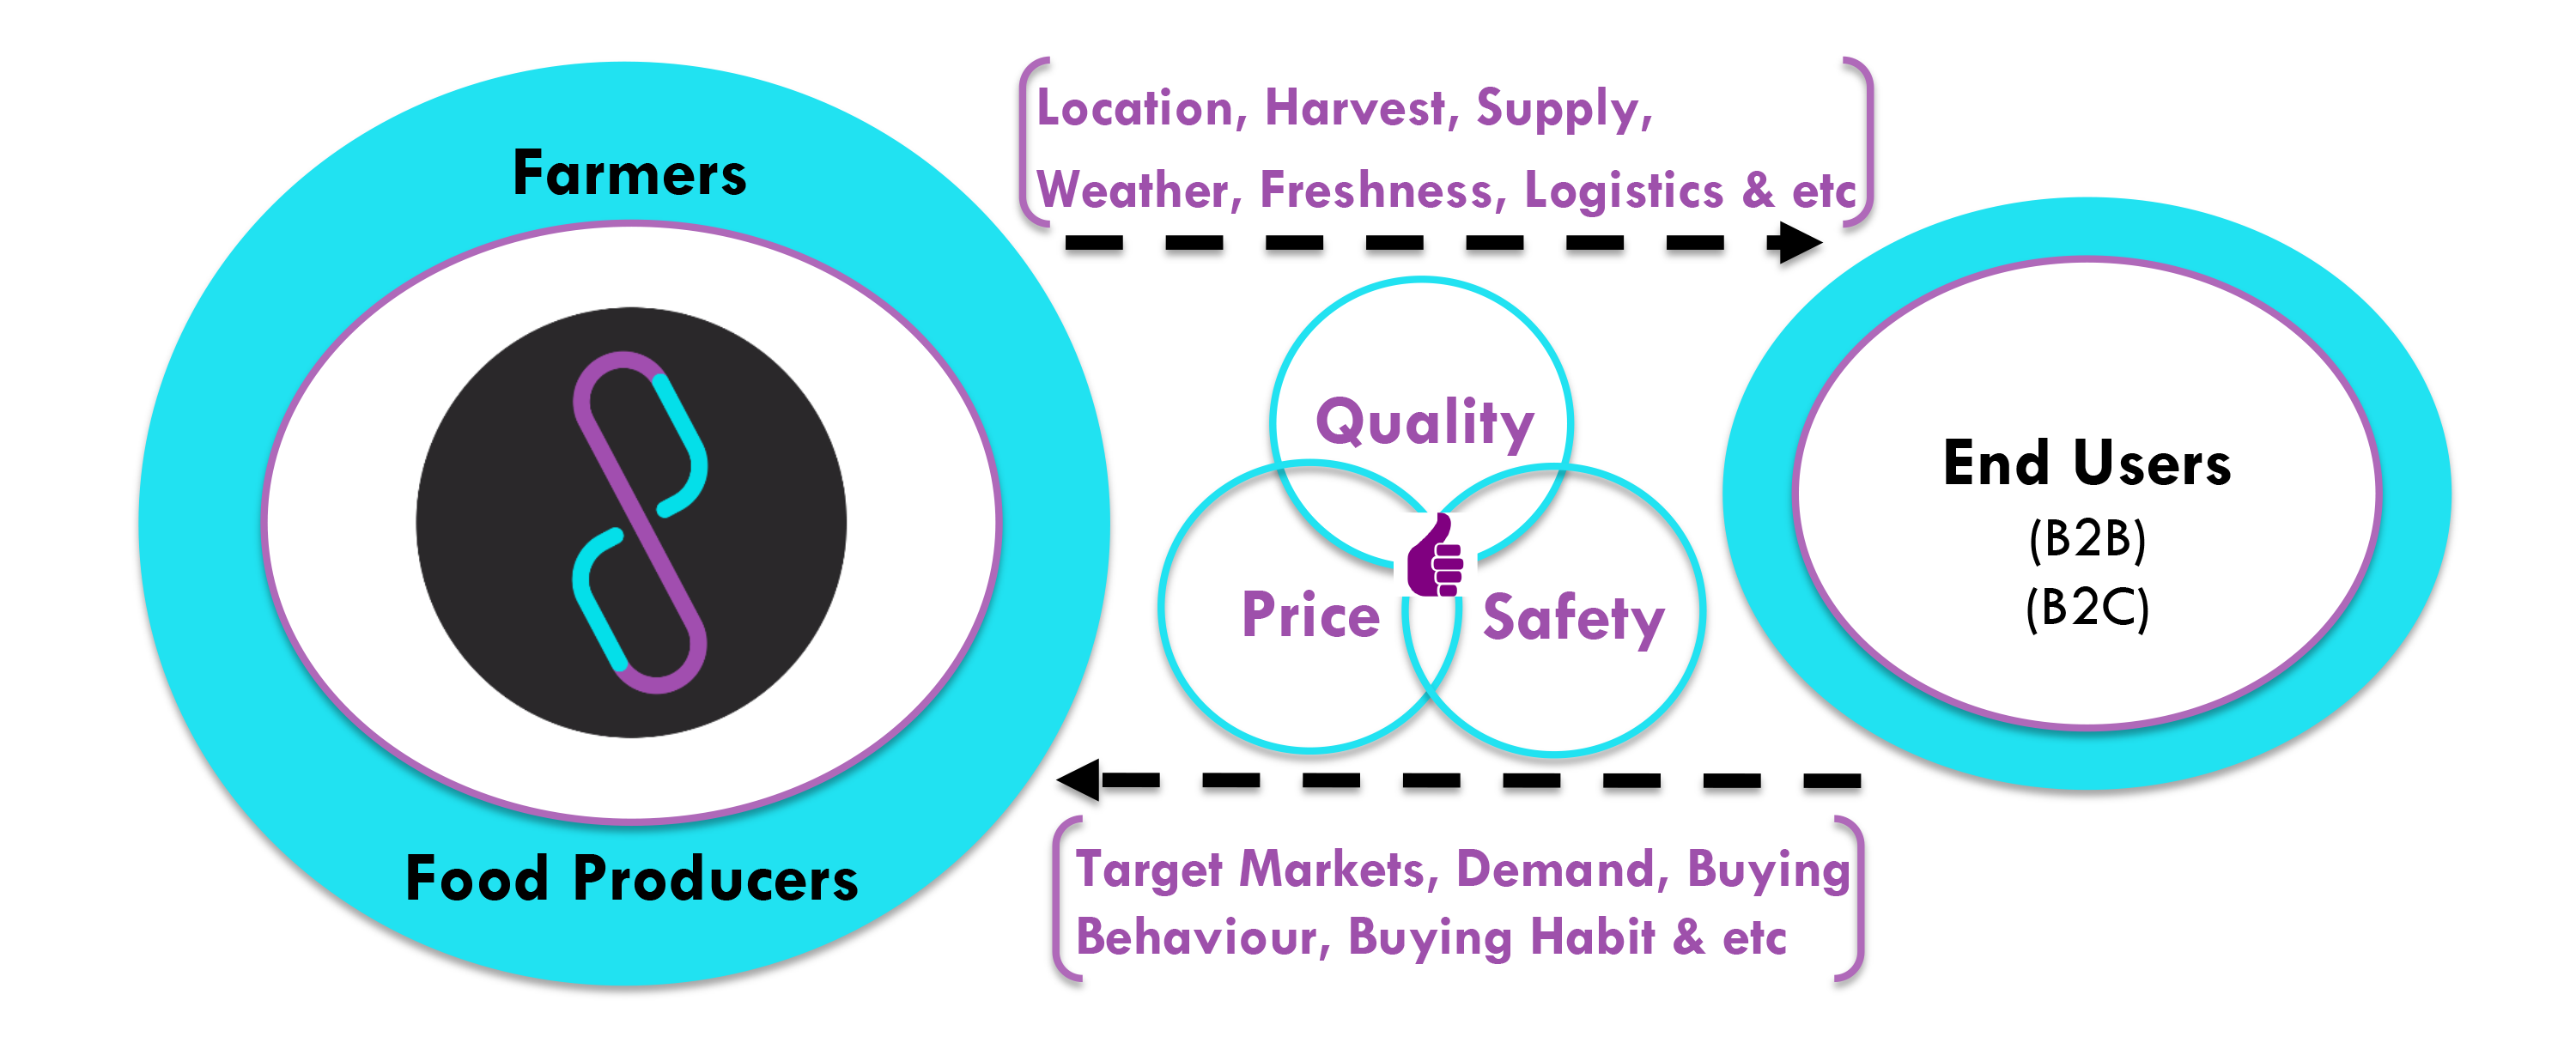 Farmers
Food Producers
Location, Harvest, Supply,
Weather, Freshness, Logistics & etc
Quality
Price
Safety
Target Markets, Demand, Buying
Behaviour, Buying Habit & etc
End Users
(B2B)
(B2C)